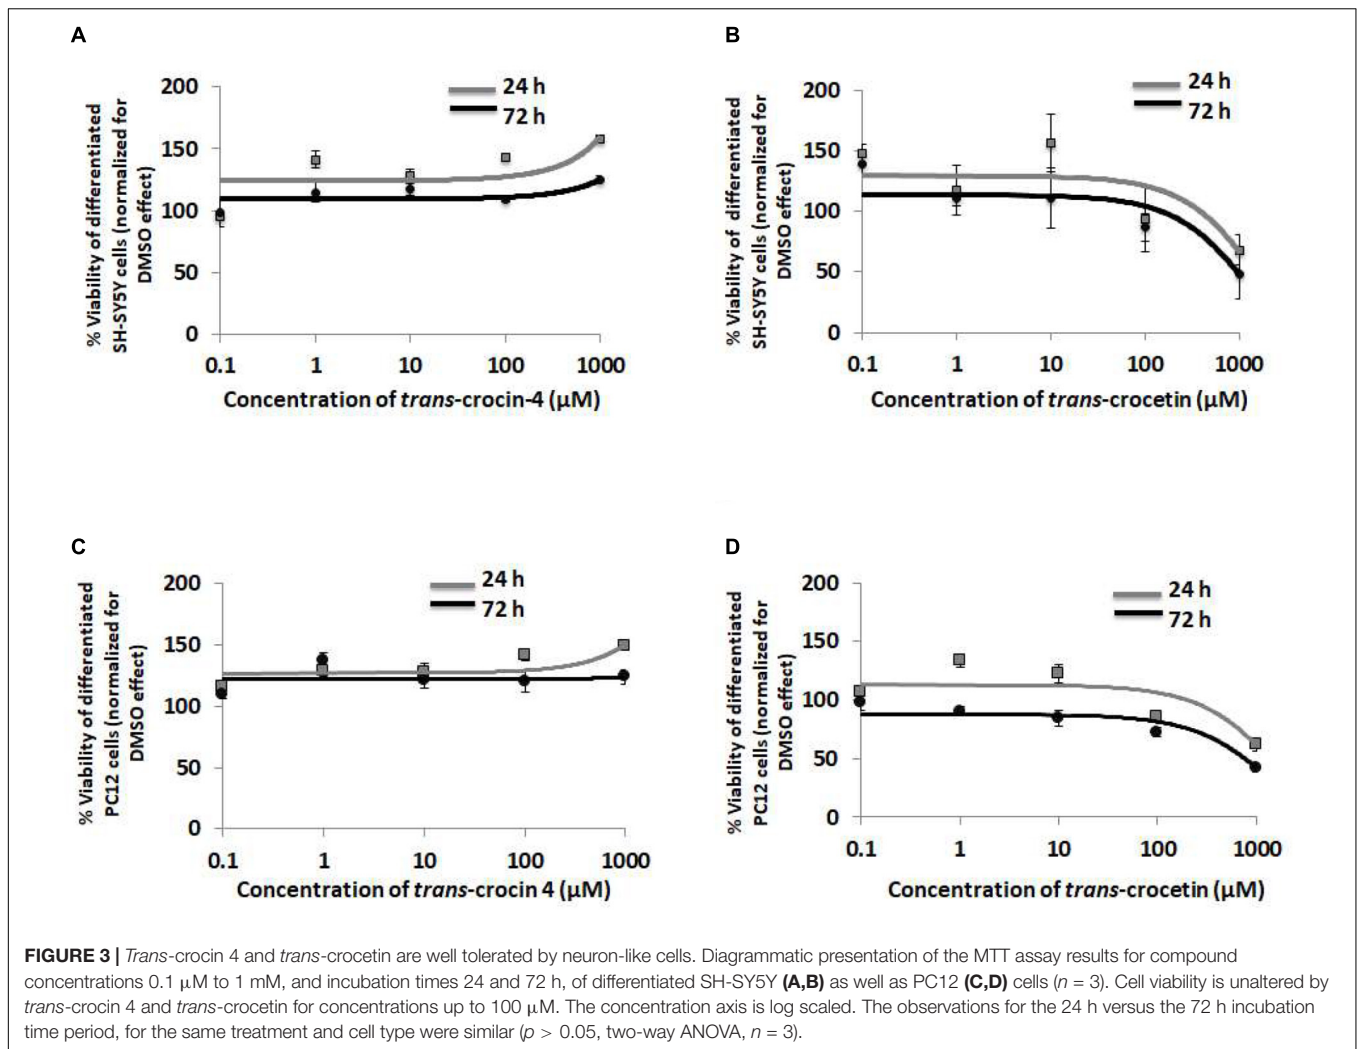 A
% Viability of differentiated
SH-SY5Y cells (normalized for
DMSO effect)
200
150
100
50
0
24 h
72 h
0.1 1 10 100 1000
Concentration of trans-crocin-4 (µM)
B
% Viability of differentiated
SH-SY5Y cells (normalized for
DMSO effect)
200
150
100
50
0
24 h
72 h
0.1 1 10 100 1000
Concentration of trans-crocetin (µM)
C
% Viability of differentiated
PC12 cells (normalized for
DMSO effect)
200
150
100
50
0
24 h
72 h
0.1 1 10 100 1000
Concentration of trans-crocin 4 (µM)
D
% Viability of differentiated
PC12 cells (normalized for
DMSO effect)
200
150
100
50
0
24 h
72 h
0.1 1 10 100 1000
Concentration of trans-crocetin (µM)
FIGURE 3 | Trans-crocin 4 and trans-crocetin are well tolerated by neuron-like cells. Diagrammatic presentation of the MTT assay results for compound
concentrations 0.1 µM to 1 mM, and incubation times 24 and 72 h, of differentiated SH-SY5Y (A,B) as well as PC12 (C,D) cells (n = 3). Cell viability is unaltered by
trans-crocin 4 and trans-crocetin for concentrations up to 100 µM. The concentration axis is log scaled. The observations for the 24 h versus the 72 h incubation
time period, for the same treatment and cell type were similar (p > 0.05, two-way ANOVA, n = 3).